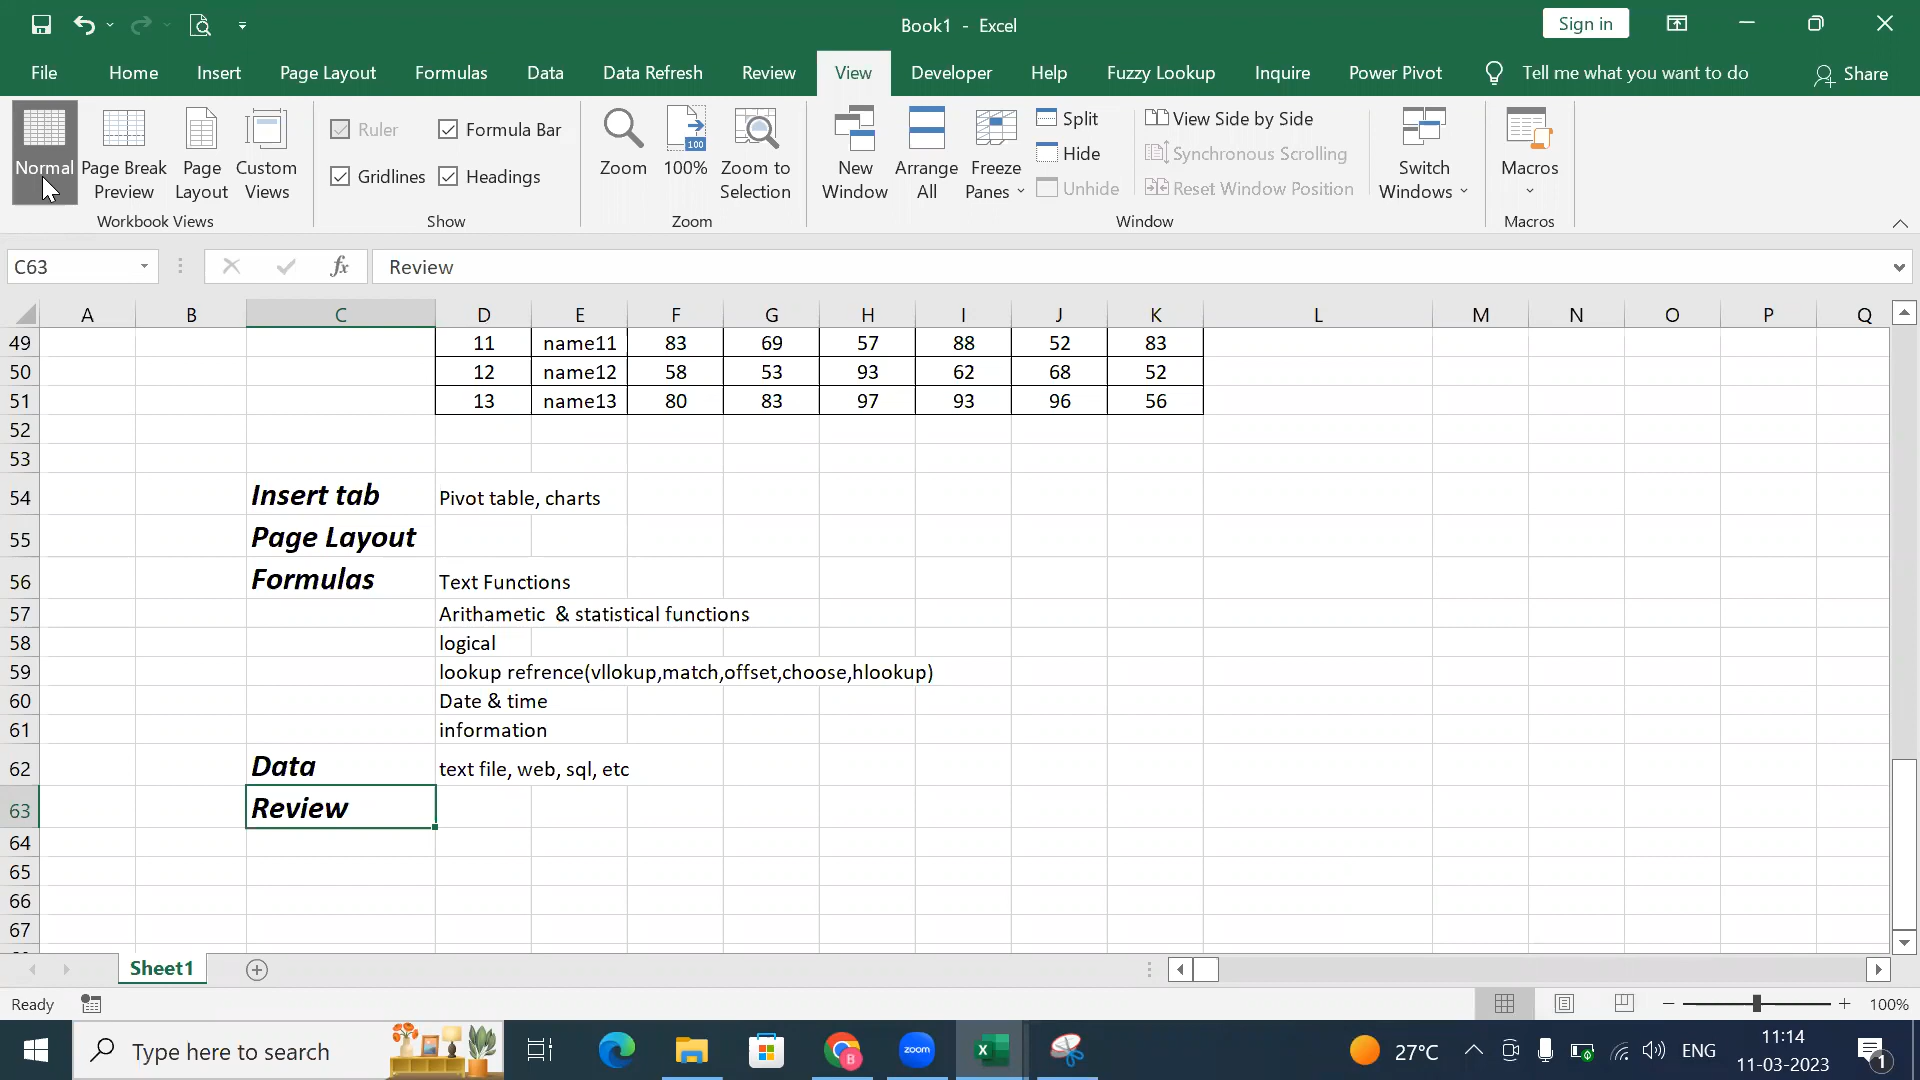 Book1 - Excel
Sign in
File Home Insert Page Layout Formulas Data Data Refresh Review View Developer Help Fuzzy Lookup Inquire Power Pivot Tell me what you want to do Share
Normal
Page Break Preview
Page Layout
Custom Views
Workbook Views
Ruler
Formula Bar
Gridlines
Headings
Show
Zoom
100
100%
Zoom to Selection
Zoom
New Window
Arrange All
Freeze Panes
Split
Hide
Unhide
View Side by Side
Synchronous Scrolling
Reset Window Position
Switch Windows
Window
Macros
Macros
C63
fx
Review
A B C D E F G H I J K L M N O P Q
49 11 name11 83 69 57 88 52 83
50 12 name12 58 53 93 62 68 52
51 13 name13 80 83 97 93 96 56
52
53
54 Insert tab Pivot table, charts
55 Page Layout
56 Formulas Text Functions
57 Arithametic & statistical functions
58 logical
59 lookup refrence(vllokup,match,offset,choose,hlookup)
60 Date & time
61 information
62 Data text file, web, sql, etc
63 Review
64
65
66
67
Sheet1
Ready
100%
Type here to search
B
zoom
27°C
ENG
11:14
11-03-2023
1